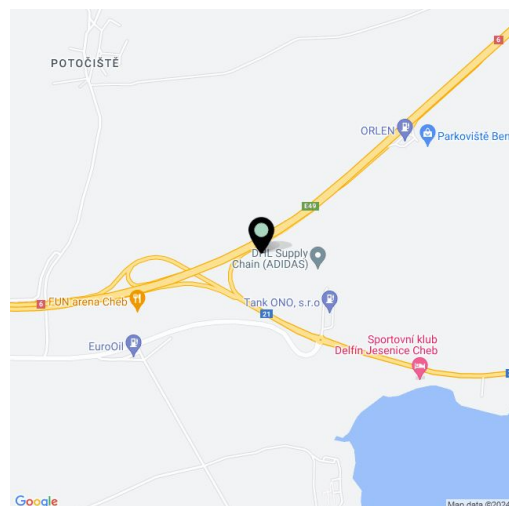 6
POTOČIŠTĚ
ORLEN
Parkoviště Ben
E49
DHL Supply
Chain (ADIDAS)
FUN arena Cheb
6
Tank ONO, s.r.o
21
EuroOil
Sportovní klub
Delfín Jesenice Cheb
Google
Map data ©2024